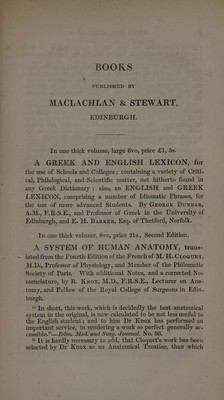 BOOKS
PUBLISHED BY
MACLACHLAN & STEWART,
EDINBURGH.
In one thick volume, large 8vo, price £1, 5s.
A GREEK AND ENGLISH LEXICON, for
the use of Schools and Colleges; containing a variety of Criti-
cal, Philological, and Scientific matter, not hitherto found in
any Greek Dictionary: also, an ENGLISH and GREEK
LEXICON, comprising a number of Idiomatic Phrases, for
the use of more advanced Students. By GEORGE DUNBAR,
A.M., F.R.S.E., and Professor of Greek in the University of
Edinburgh, and E. H. BARKER, Esq. of Thetford, Norfolk.
In one thick volume, 8vo, price 21s., Second Edition,
A SYSTEM OF HUMAN ANATOMY, trans-
lated from the Fourth Edition of the French of M. H. CLOQUET,
M.D., Professor of Physiology, and Member of the Philomatic
Society of Paris. With additional Notes, and a corrected No-
menclature, by R. KNOX, M.D., F.R.S.E., Lecturer on Ana-
tomy, and Fellow of the Royal College of Surgeons in Edin-
burgh.
"In short, this work, which is decidedly the best anatomical
system in the original, is now calculated to be not less useful to
the English student; and to him Dr Knox has performed an
important service, in rendering a work so perfect generally ac-
cessible."—Edin. Med. and Surg. Journal, No. 98.
"It is hardly necessary to add, that Cloquet's work has been
selected by Dr Knox as an Anatomical Treatise, than which